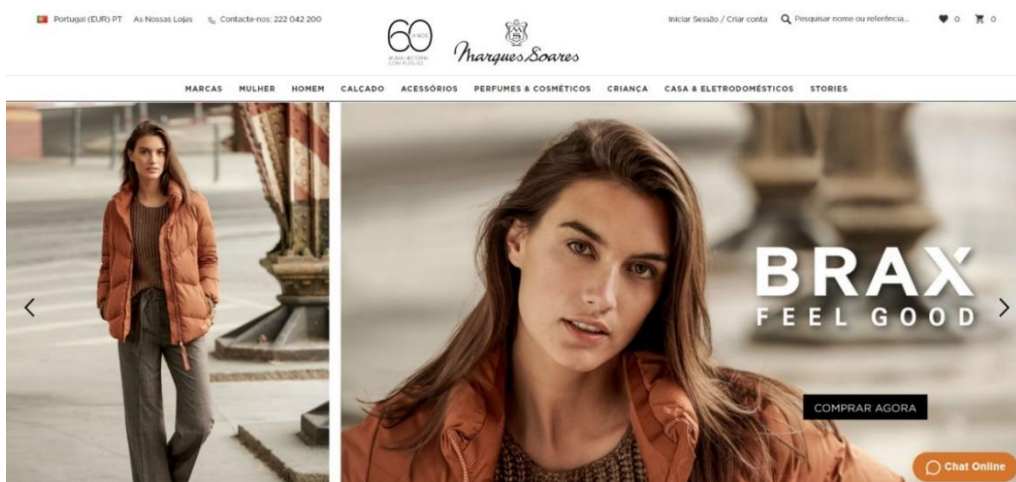 Portugal (EUR) PT As Nossas Lojas Contacte-nos: 222 042 200
60 ANOS
Marques Soares
Iniciar Sessão / Criar conta Pesquisar nome ou referência... 0 0
MARCAS MULHER HOMEM CALÇADO ACESSÓRIOS PERFUMES & COSMÉTICOS CRIANÇA CASA & ELETRODOMÉSTICOS STORIES
BRAX
FEEL GOOD
COMPRAR AGORA
Chat Online